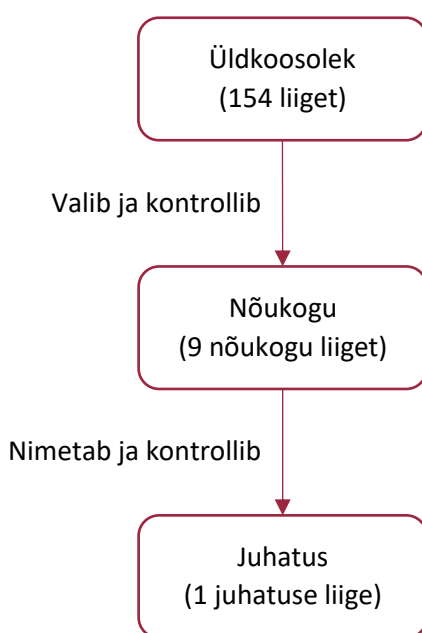 Üldkoosolek
(154 liiget)
Valib ja kontrollib
Nõukogu
(9 nõukogu liiget)
Nimetab ja kontrollib
Juhatus
(1 juhatuse liige)